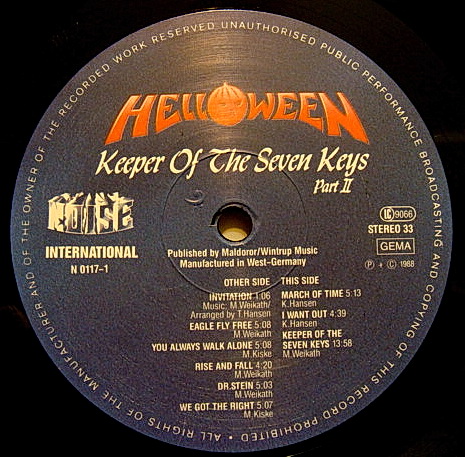 ALL RIGHTS OF THE MANUFACTURER AND OF THE OWNER OF THE RECORDED WORK RESERVED UNAUTHORISED PUBLIC PERFORMANCE BROADCASTING AND COPYING OF THIS RECORD PROHIBITED •
HELLOWEEN
Keeper Of The Seven Keys
Part II
NOISE
INTERNATIONAL
N 0117-1
LC 9066
STEREO 33
GEMA
Ⓟ + Ⓒ 1988
Published by Maldoror/Wintrup Music
Manufactured in West-Germany
OTHER SIDE
INVITATION 1:06
Music: M.Weikath/
Arranged by T.Hansen
EAGLE FLY FREE 5:08
M.Weikath
YOU ALWAYS WALK ALONE 5:08
M.Kiske
RISE AND FALL 4:20
M.Weikath
DR.STEIN 5:03
M.Weikath
WE GOT THE RIGHT 5:07
M.Kiske
THIS SIDE
MARCH OF TIME 5:13
K.Hansen
I WANT OUT 4:39
K.Hansen
KEEPER OF THE
SEVEN KEYS 13:58
M.Weikath